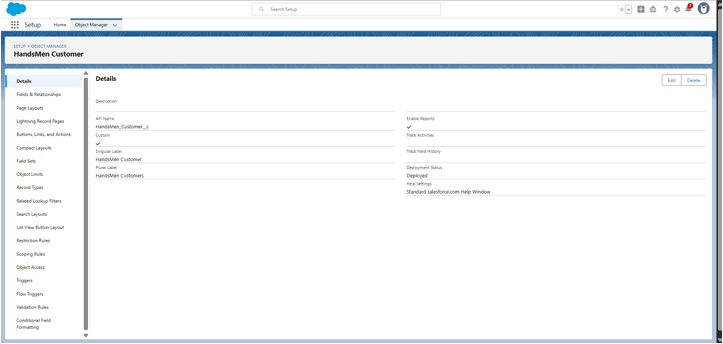 Search Setup
Setup
Home
Object Manager
SETUP > OBJECT MANAGER
HandsMen Customer
Details
Fields & Relationships
Page Layouts
Lightning Record Pages
Buttons, Links, and Actions
Compact Layouts
Field Sets
Object Limits
Record Types
Related Lookup Filters
Search Layouts
List View Button Layout
Restriction Rules
Scoping Rules
Object Access
Triggers
Flow Triggers
Validation Rules
Conditional Field
Formatting
Details
Edit
Delete
Description
API Name
HandsMen_Customer__c
Custom
Singular Label
HandsMen Customer
Plural Label
HandsMen Customers
Enable Reports
Track Activities
Track Field History
Deployment Status
Deployed
Help Settings
Standard salesforce.com Help Window